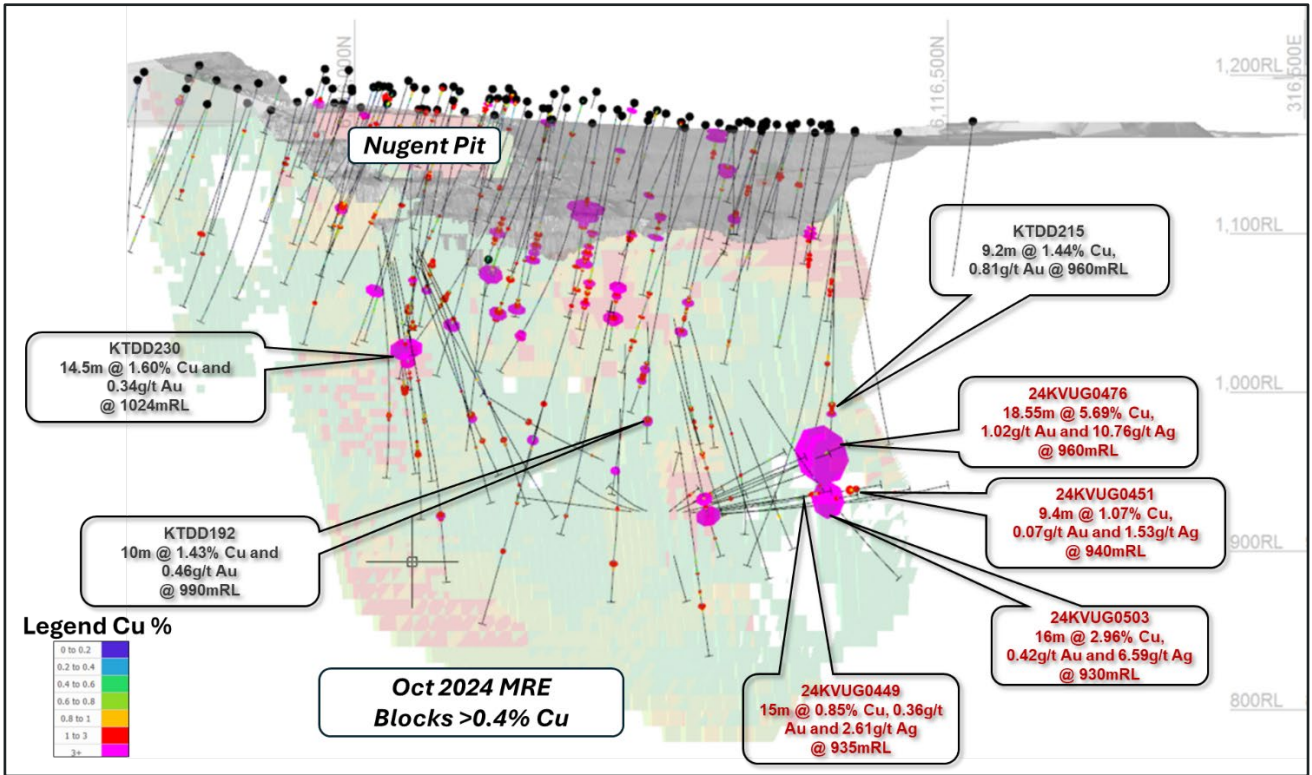 1,200RL
316,500E
6,116,500N
,000N
Nugent Pit
1,100RL
KTDD215
9.2m @ 1.44% Cu,
0.81g/t Au @ 960mRL
KTDD230
14.5m @ 1.60% Cu and
0.34g/t Au
@ 1024mRL
1,000RL
24KVUG0476
18.55m @ 5.69% Cu,
1.02g/t Au and 10.76g/t Ag
@ 960mRL
24KVUG0451
9.4m @ 1.07% Cu,
0.07g/t Au and 1.53g/t Ag
@ 940mRL
KTDD192
10m @ 1.43% Cu and
0.46g/t Au
@ 990mRL
900RL
24KVUG0503
16m @ 2.96% Cu,
0.42g/t Au and 6.59g/t Ag
@ 930mRL
Legend Cu %
0 to 0.2
0.2 to 0.4
0.4 to 0.6
0.6 to 0.8
0.8 to 1
1 to 3
3+
Oct 2024 MRE
Blocks >0.4% Cu
24KVUG0449
15m @ 0.85% Cu, 0.36g/t
Au and 2.61g/t Ag
@ 935mRL
800RL